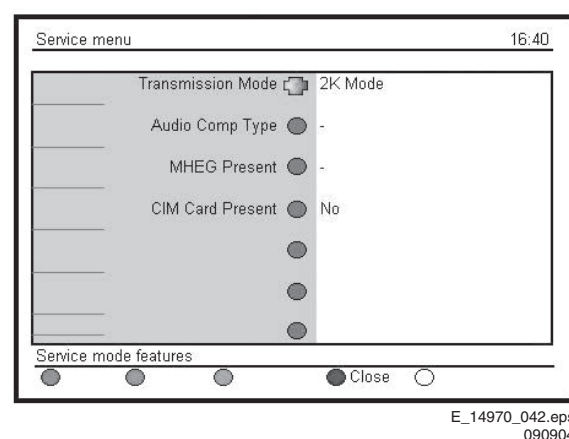 Service menu 16:40
Transmission Mode 2K Mode
Audio Comp Type -
MHEG Present -
CIM Card Present No
Service mode features
Close
E_14970_042.eps
090904